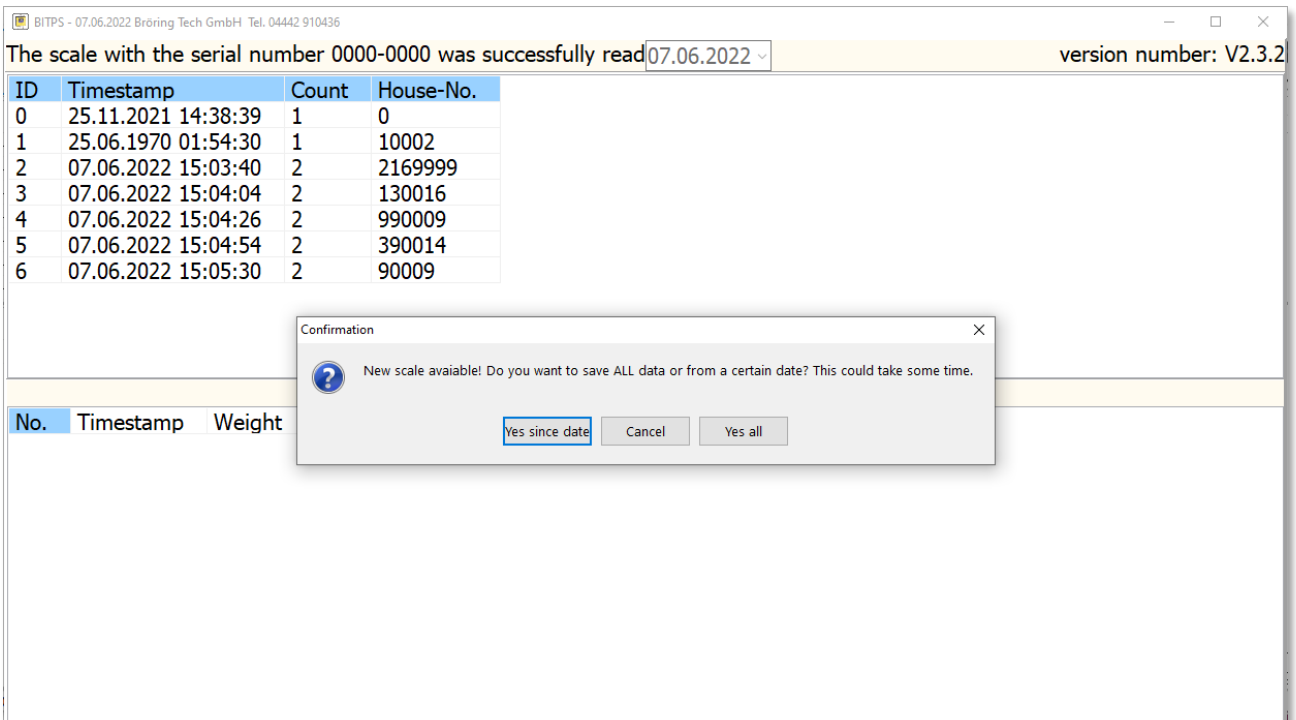 BITPS - 07.06.2022 Bröring Tech GmbH Tel. 04442 910436
The scale with the serial number 0000-0000 was successfully read 07.06.2022 version number: V2.3.2
ID Timestamp Count House-No.
0 25.11.2021 14:38:39 1 0
1 25.06.1970 01:54:30 1 10002
2 07.06.2022 15:03:40 2 2169999
3 07.06.2022 15:04:04 2 130016
4 07.06.2022 15:04:26 2 990009
5 07.06.2022 15:04:54 2 390014
6 07.06.2022 15:05:30 2 90009
Confirmation
New scale avaiable! Do you want to save ALL data or from a certain date? This could take some time.
Yes since date Cancel Yes all
No. Timestamp Weight